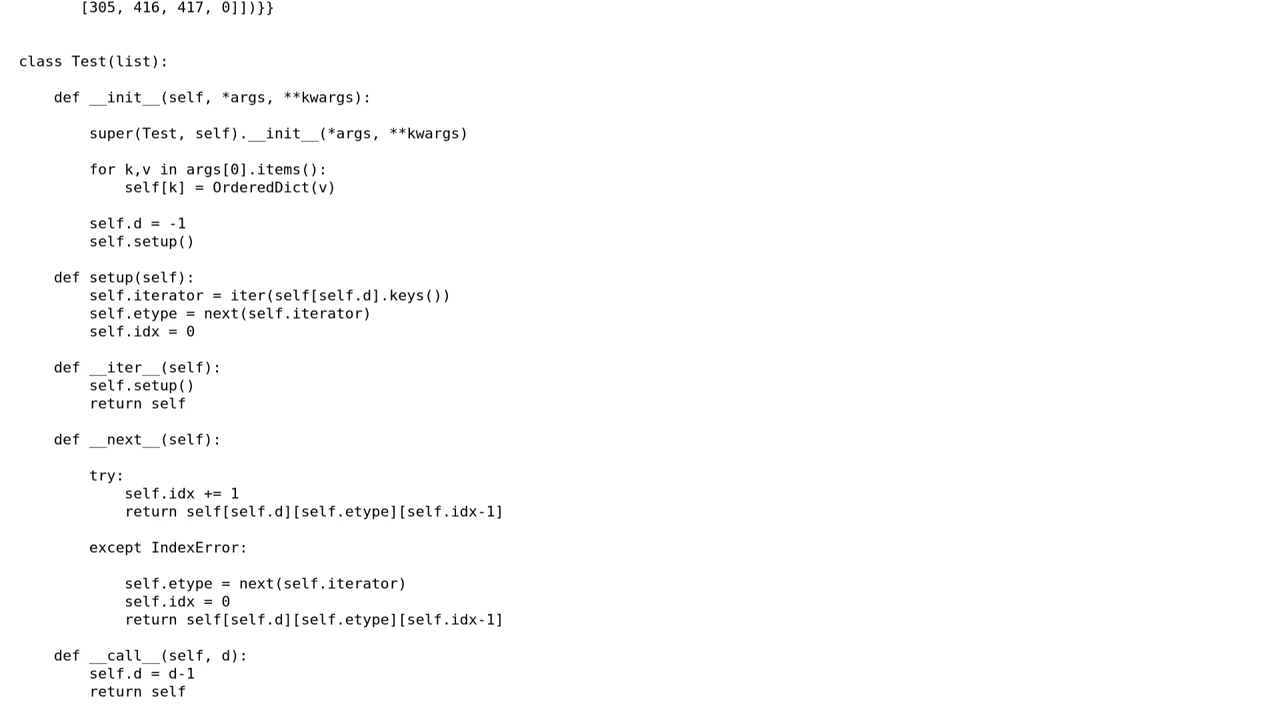 [305, 416, 417, 0]])}}
class Test(list):
def __init__(self, *args, **kwargs):
super(Test, self).__init__(*args, **kwargs)
for k,v in args[0].items():
self[k] = OrderedDict(v)
self.d = -1
self.setup()
def setup(self):
self.iterator = iter(self[self.d].keys())
self.etype = next(self.iterator)
self.idx = 0
def __iter__(self):
self.setup()
return self
def __next__(self):
try:
self.idx += 1
return self[self.d][self.etype][self.idx-1]
except IndexError:
self.etype = next(self.iterator)
self.idx = 0
return self[self.d][self.etype][self.idx-1]
def __call__(self, d):
self.d = d-1
return self